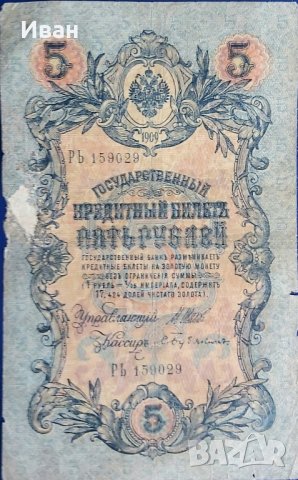 Иван
5 5
1909
РЬ 159029
ГОСУДАРСТВЕННЫЙ
КРЕДИТНЫЙ БИЛЕТЪ
ПЯТЬ РУБЛЕЙ
ГОСУДАРСТВЕННЫЙ БАНКЪ РАЗМѢНИВАЕТЪ
КРЕДИТНЫЕ БИЛЕТЫ НА ЗОЛОТУЮ МОНЕТУ
БЕЗЪ ОГРАНИЧЕНІЯ СУММЫ
(1 РУБЛЬ = 1/15 ИМПЕРІАЛА, СОДЕРЖИТЪ
17,424 ДОЛЕЙ ЧИСТАГО ЗОЛОТА).
Управляющій
Кассиръ
РЬ 159029
5
BAZAR